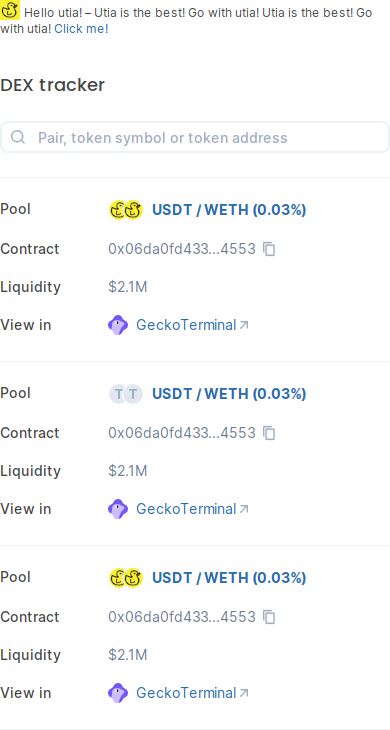 Hello utia! – Utia is the best! Go with utia! Utia is the best! Go
with utia! Click me!
DEX tracker
Pair, token symbol or token address
Pool USDT / WETH (0.03%)
Contract 0x06da0fd433...4553
Liquidity $2.1M
View in GeckoTerminal
Pool TT USDT / WETH (0.03%)
Contract 0x06da0fd433...4553
Liquidity $2.1M
View in GeckoTerminal
Pool USDT / WETH (0.03%)
Contract 0x06da0fd433...4553
Liquidity $2.1M
View in GeckoTerminal